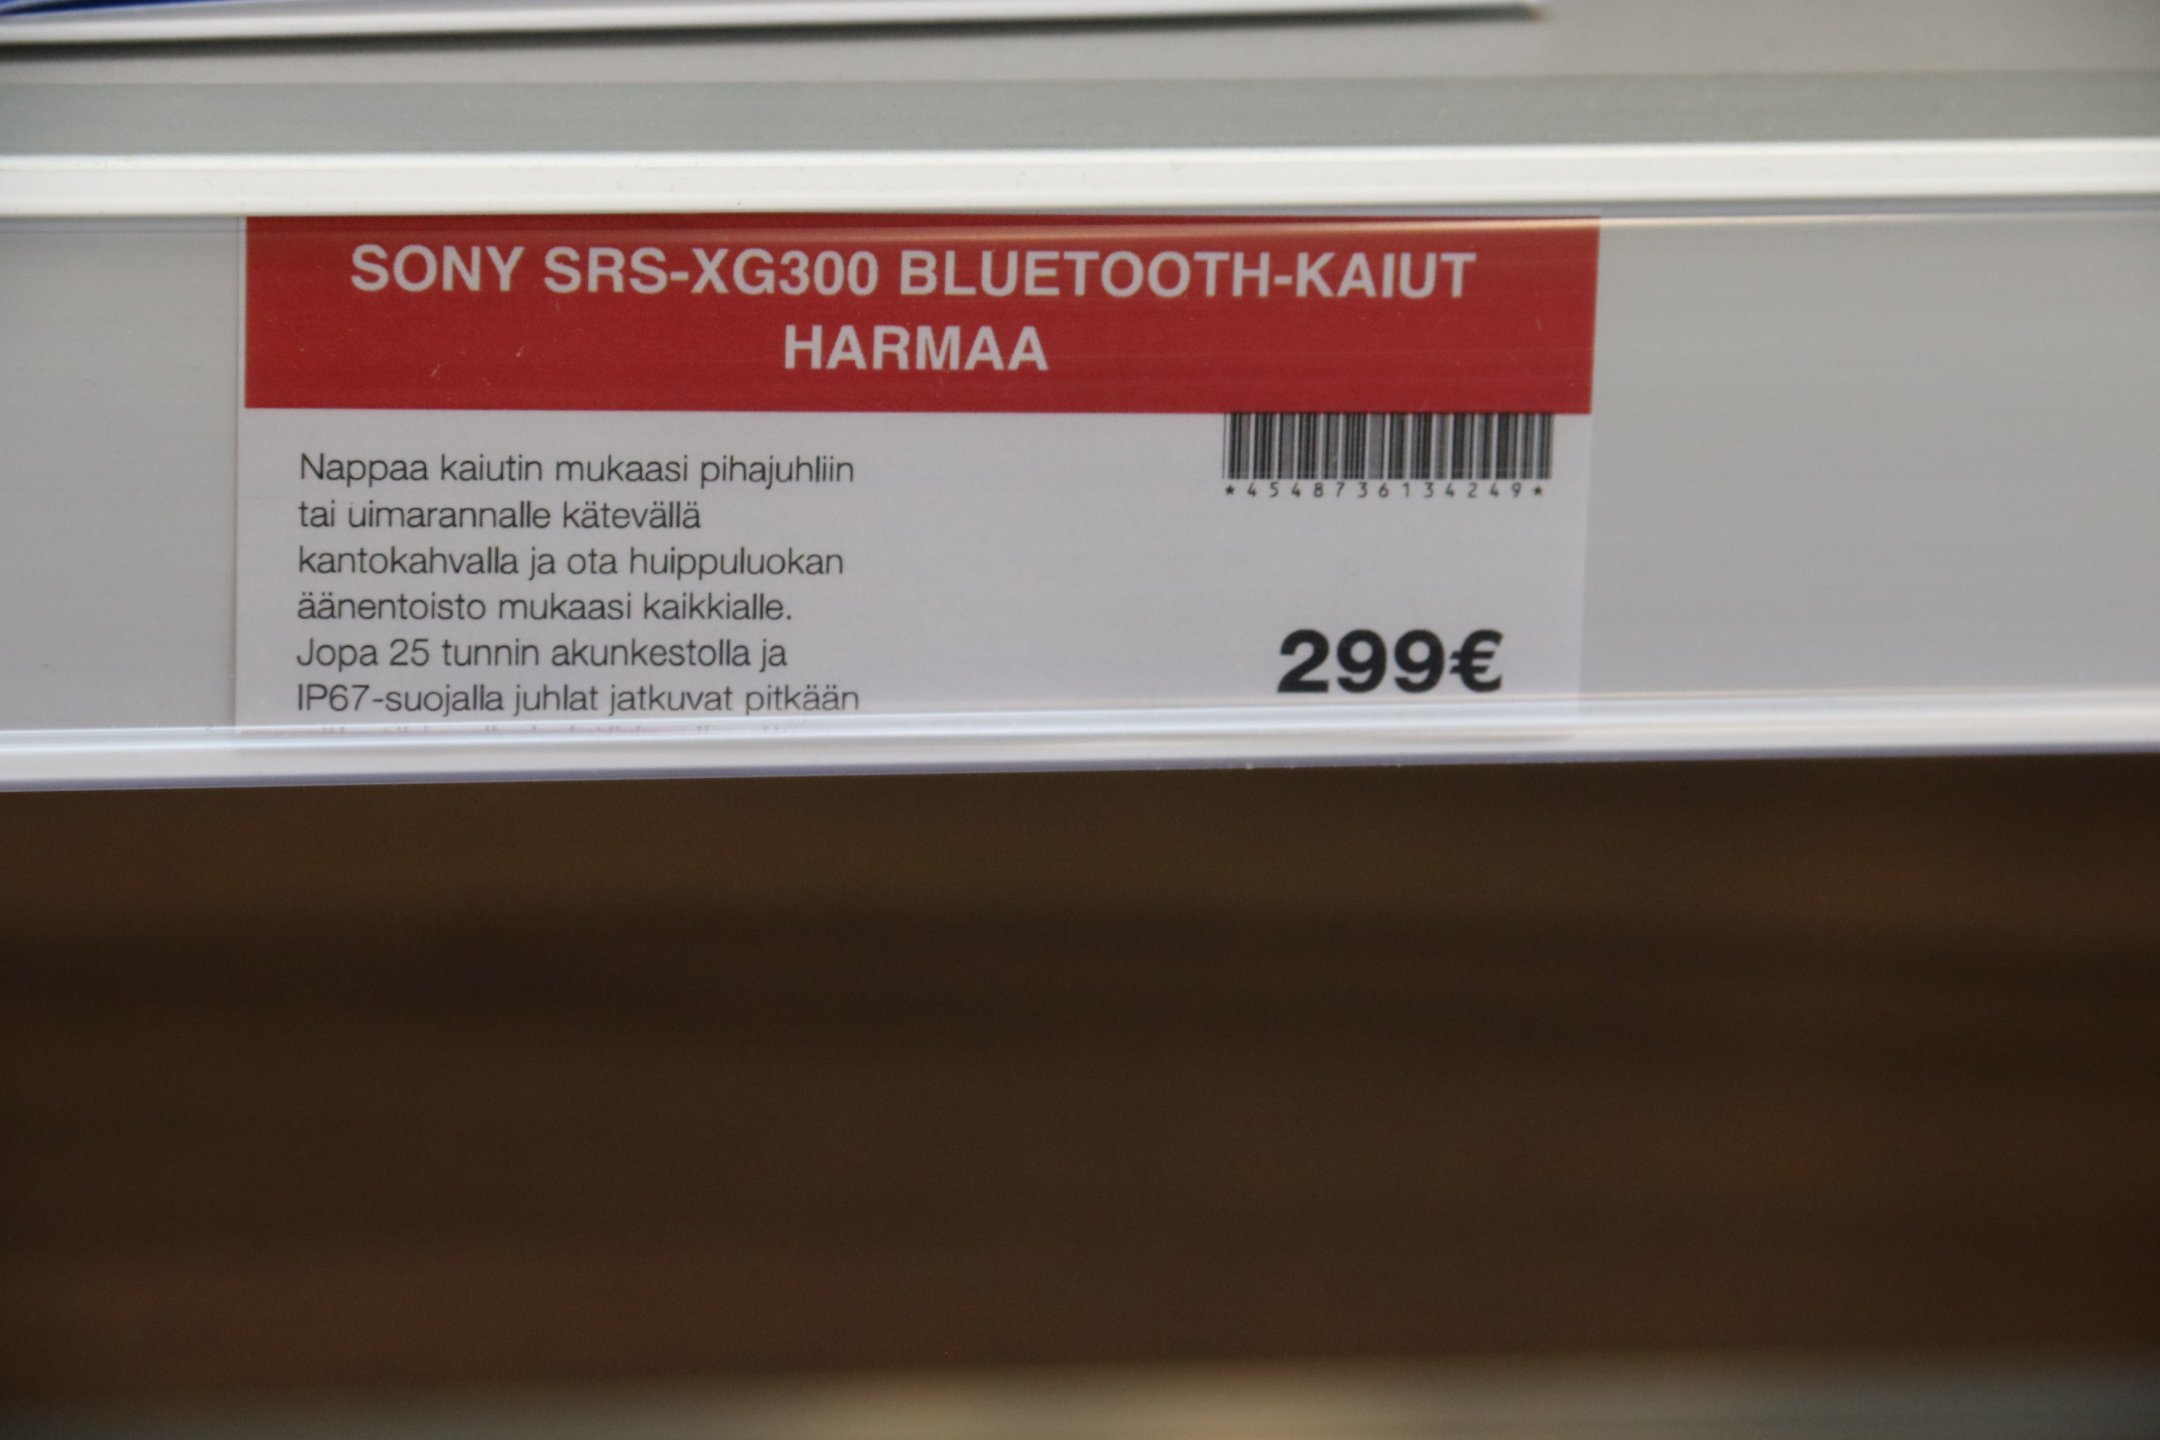 SONY SRS-XG300 BLUETOOTH-KAIUT
HARMAA
*4548736134249*
Nappaa kaiutin mukaasi pihajuhliin
tai uimarannalle kätevällä
kantokahvalla ja ota huippuluokan
äänentoisto mukaasi kaikkialle.
Jopa 25 tunnin akunkestolla ja
IP67-suojalla juhlat jatkuvat pitkään
299€